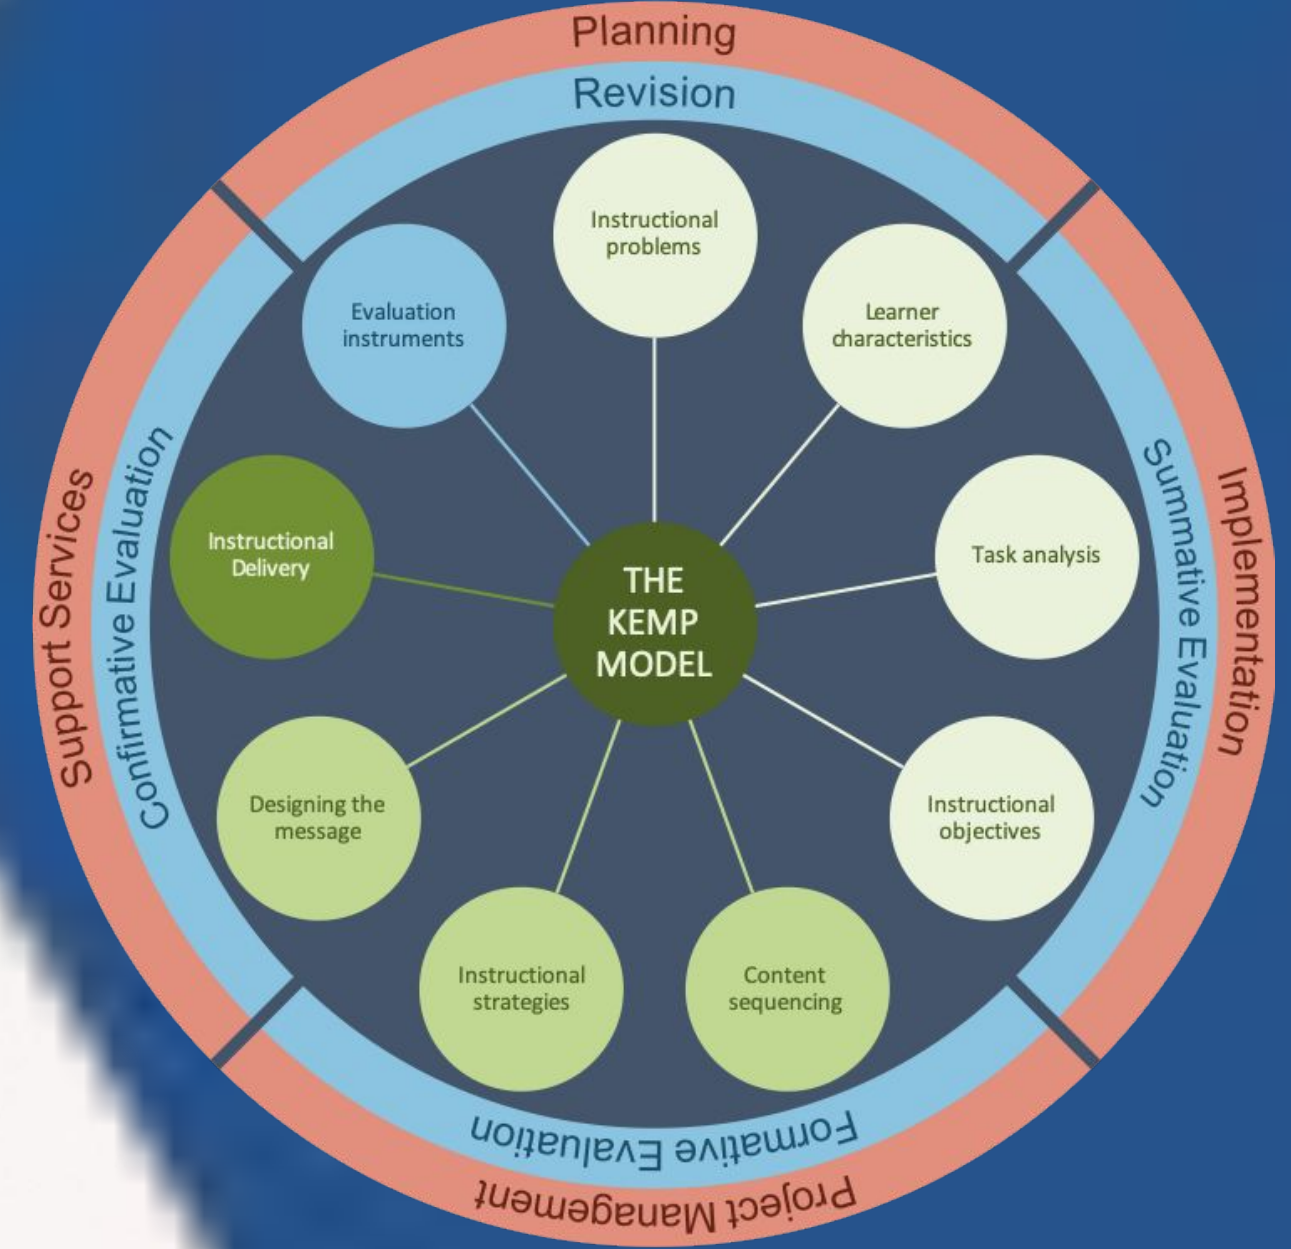 Planning
Revision
Instructional
problems
Learner
characteristics
Task analysis
Instructional
objectives
Content
sequencing
Instructional
strategies
Designing the
message
Instructional
Delivery
Evaluation
instruments
THE
KEMP
MODEL
Summative Evaluation
Implementation
Formative Evaluation
Project Management
Confirmative Evaluation
Support Services